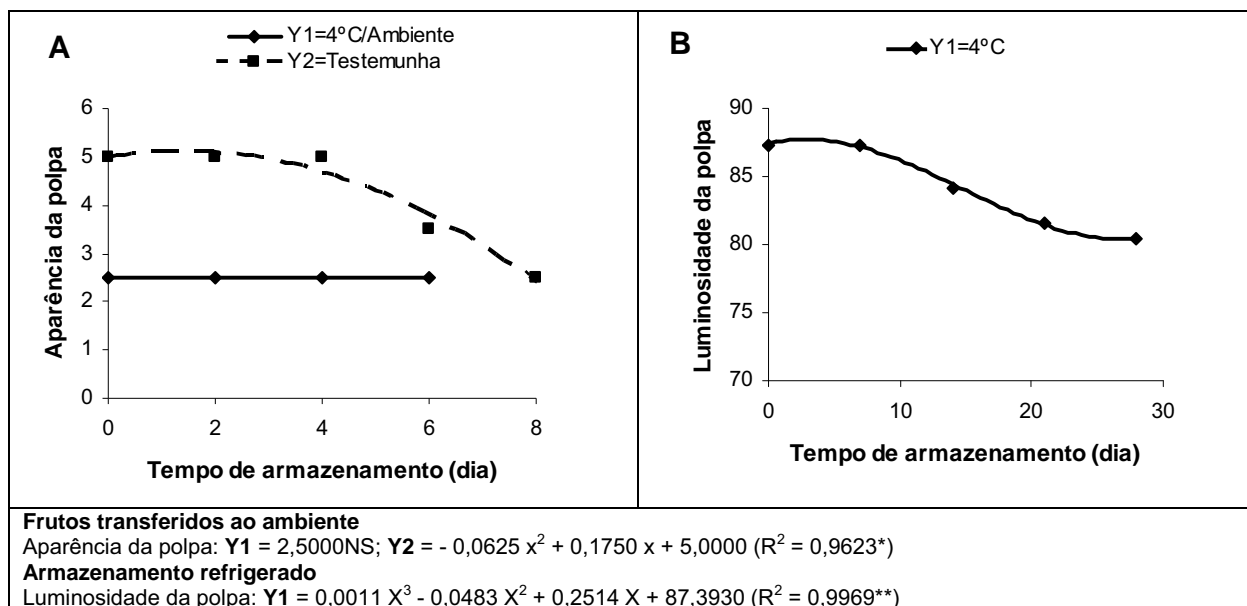 A
Y1=4ºC/Ambiente
Y2=Testemunha
Aparência da polpa
6
5
4
3
2
1
0
0 2 4 6 8
Tempo de armazenamento (dia)
B
Y1=4ºC
Luminosidade da polpa
90
85
80
75
70
0 10 20 30
Tempo de armazenamento (dia)
Frutos transferidos ao ambiente
Aparência da polpa: Y1 = 2,5000NS; Y2 = - 0,0625 x² + 0,1750 x + 5,0000 (R² = 0,9623*)
Armazenamento refrigerado
Luminosidade da polpa: Y1 = 0,0011 X³ - 0,0483 X² + 0,2514 X + 87,3930 (R² = 0,9969**)